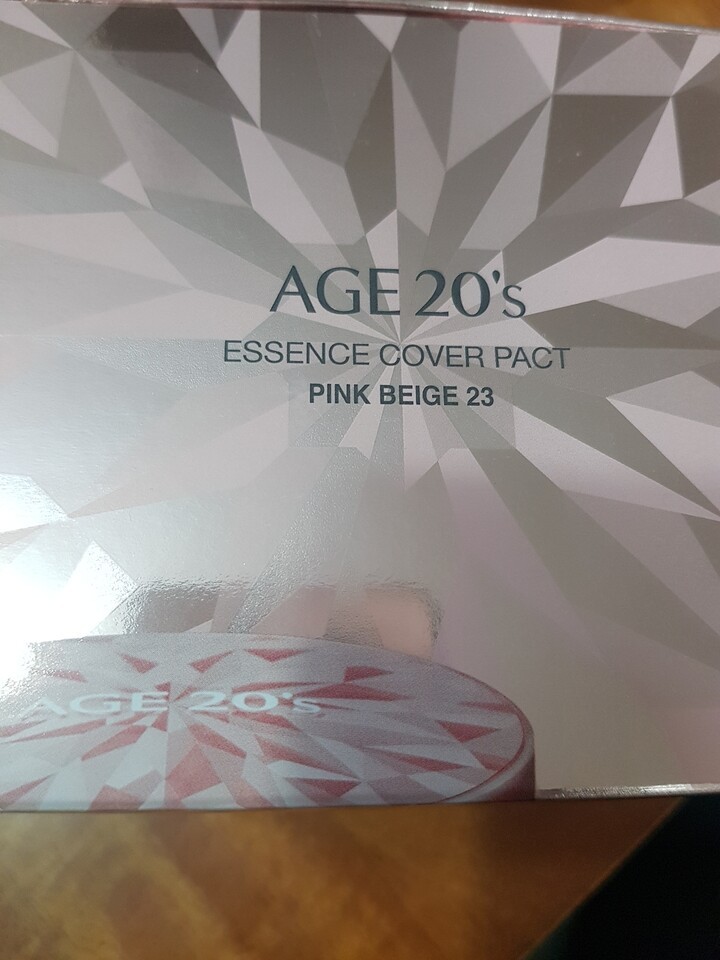 AGE 20's
ESSENCE COVER PACT
PINK BEIGE 23
AGE 20's